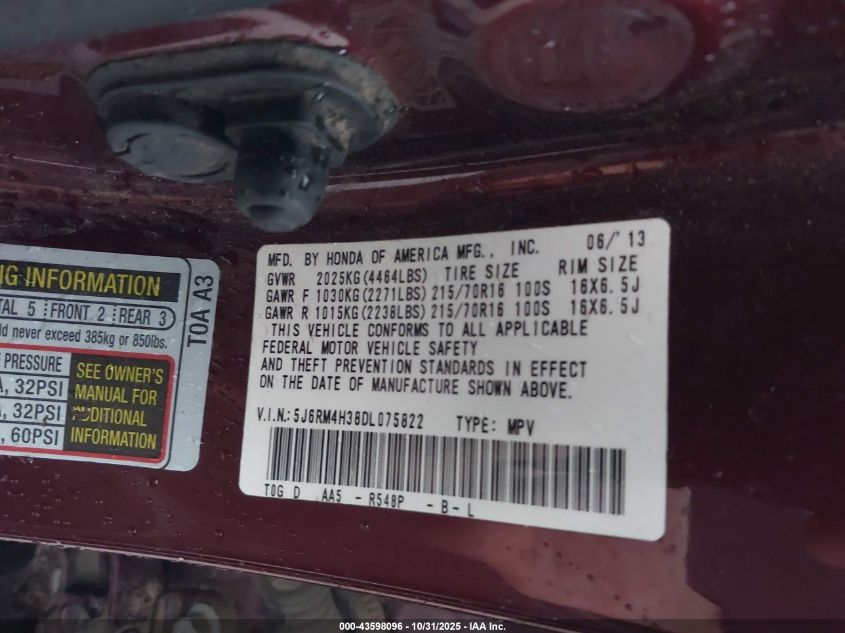 MFD. BY HONDA OF AMERICA MFG., INC. 06/'13
GVWR 2025KG(4464LBS) TIRE SIZE RIM SIZE
GAWR F 1030KG(2271LBS) 215/70R16 100S 16X6.5J
GAWR R 1015KG(2238LBS) 215/70R16 100S 16X6.5J
THIS VEHICLE CONFORMS TO ALL APPLICABLE
FEDERAL MOTOR VEHICLE SAFETY
AND THEFT PREVENTION STANDARDS IN EFFECT
ON THE DATE OF MANUFACTURE SHOWN ABOVE.
V.I.N.:5J6RM4H38DL075822 TYPE: MPV
T0G D AA5 - R548P - B - L
INFORMATION
5 FRONT 2 REAR 3
never exceed 385kg or 850lbs.
PRESSURE
32PSI
32PSI
60PSI
SEE OWNER'S
MANUAL FOR
ADDITIONAL
INFORMATION
T0A A3
000-43598096 - 10/31/2025 - IAA Inc.